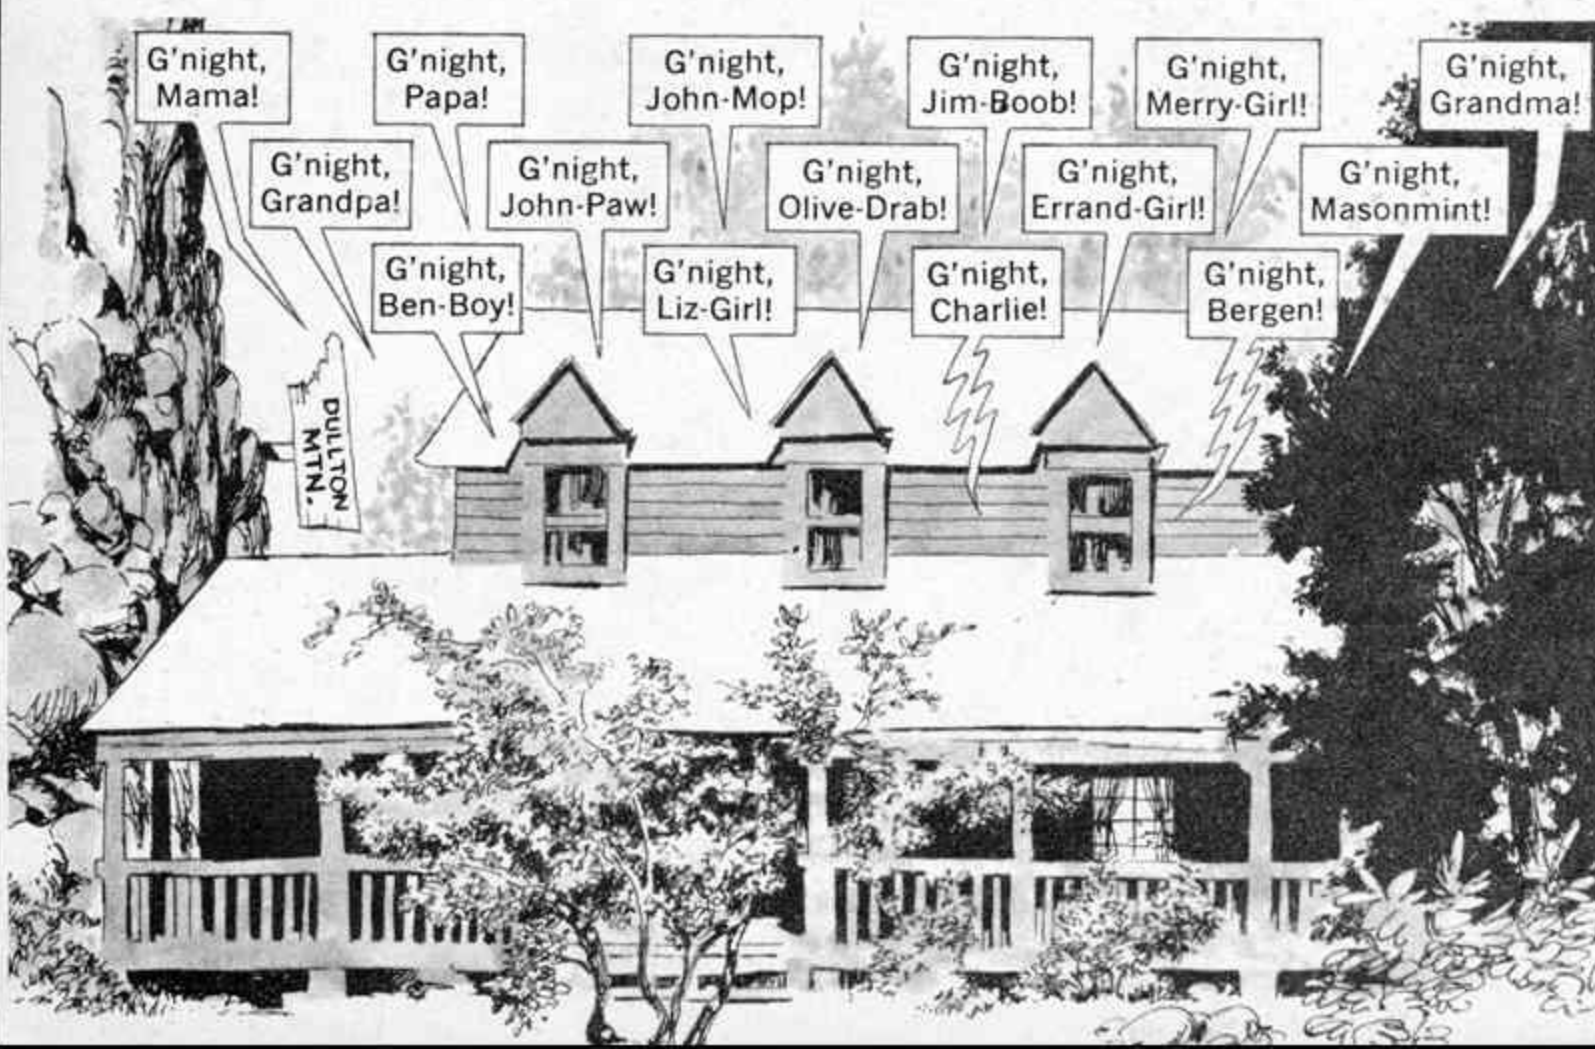 G'night,
Mama!
G'night,
Grandpa!
G'night,
Papa!
G'night,
Ben-Boy!
G'night,
John-Paw!
G'night,
John-Mop!
G'night,
Liz-Girl!
G'night,
Olive-Drab!
G'night,
Jim-Boob!
G'night,
Charlie!
G'night,
Errand-Girl!
G'night,
Merry-Girl!
G'night,
Bergen!
G'night,
Masonmint!
G'night,
Grandma!
DULLTON
MTN.